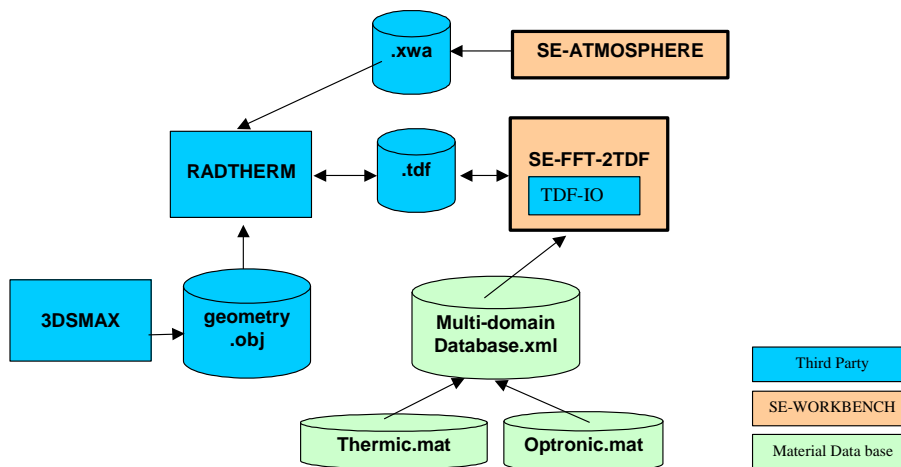 .xwa
SE-ATMOSPHERE
RADTHERM
.tdf
SE-FFT-2TDF
TDF-IO
3DSMAX
geometry
.obj
Multi-domain
Database.xml
Thermic.mat
Optronic.mat
Third Party
SE-WORKBENCH
Material Data base